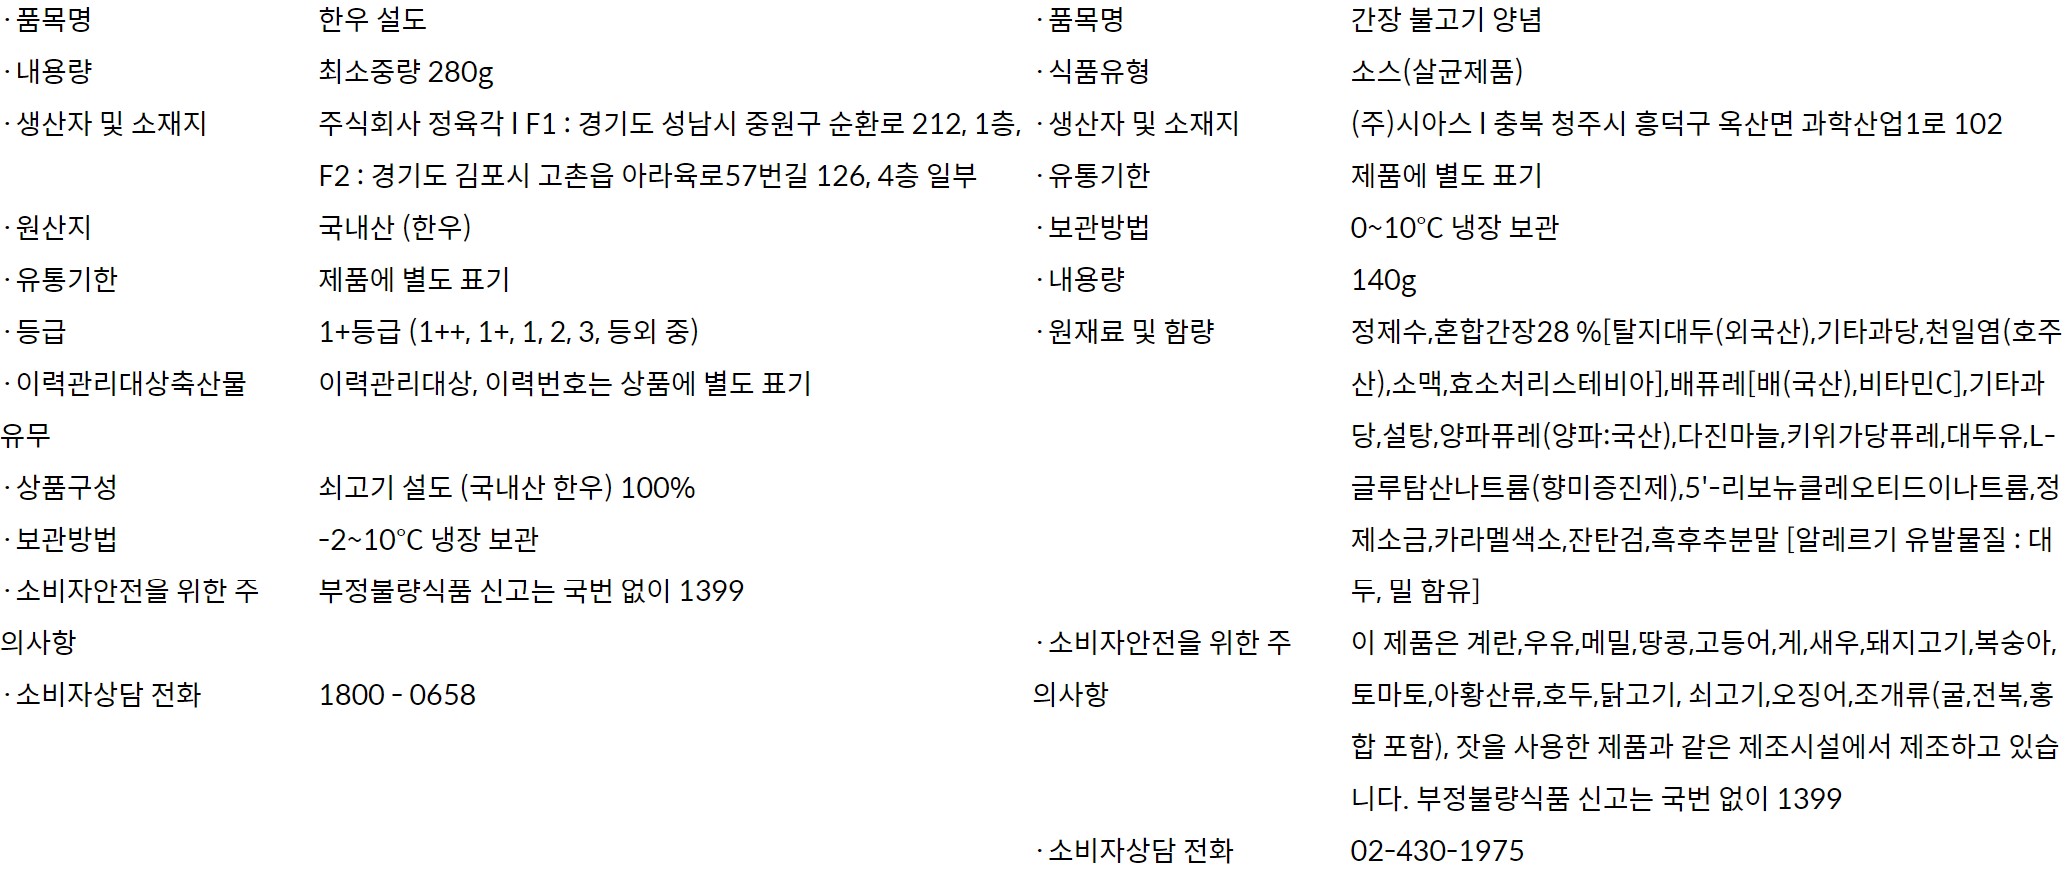 · 품목명 한우 설도
· 내용량 최소중량 280g
· 생산자 및 소재지 주식회사 정육각 I F1 : 경기도 성남시 중원구 순환로 212, 1층,
F2 : 경기도 김포시 고촌읍 아라육로57번길 126, 4층 일부
· 원산지 국내산 (한우)
· 유통기한 제품에 별도 표기
· 등급 1+등급 (1++, 1+, 1, 2, 3, 등외 중)
· 이력관리대상축산물 이력관리대상, 이력번호는 상품에 별도 표기
유무
· 상품구성 쇠고기 설도 (국내산 한우) 100%
· 보관방법 -2~10°C 냉장 보관
· 소비자안전을 위한 주 부정불량식품 신고는 국번 없이 1399
의사항
· 소비자상담 전화 1800 - 0658
· 품목명 간장 불고기 양념
· 식품유형 소스(살균제품)
· 생산자 및 소재지 (주)시아스 I 충북 청주시 흥덕구 옥산면 과학산업1로 102
· 유통기한 제품에 별도 표기
· 보관방법 0~10°C 냉장 보관
· 내용량 140g
· 원재료 및 함량 정제수,혼합간장28 %[탈지대두(외국산),기타과당,천일염(호주
산),소맥,효소처리스테비아],배퓨레[배(국산),비타민C],기타과
당,설탕,양파퓨레(양파:국산),다진마늘,키위가당퓨레,대두유,L-
글루탐산나트륨(향미증진제),5'-리보뉴클레오티드이나트륨,정
제소금,카라멜색소,잔탄검,흑후추분말 [알레르기 유발물질 : 대
두, 밀 함유]
· 소비자안전을 위한 주 이 제품은 계란,우유,메밀,땅콩,고등어,게,새우,돼지고기,복숭아,
의사항 토마토,아황산류,호두,닭고기, 쇠고기,오징어,조개류(굴,전복,홍
합 포함), 잣을 사용한 제품과 같은 제조시설에서 제조하고 있습
니다. 부정불량식품 신고는 국번 없이 1399
· 소비자상담 전화 02-430-1975